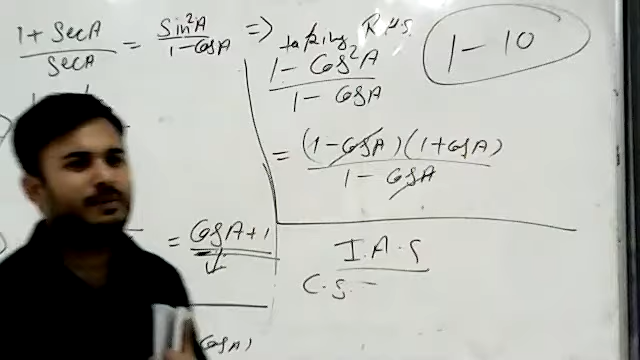 1 + SecA / SecA = Sin²A / 1 - CosA => taking R.H.S.
1 - Cos²A / 1 - CosA
= (1 - CosA)(1 + CosA) / 1 - CosA
= CosA + 1
I.A.S
C.S. -
CosA)
1 - 10